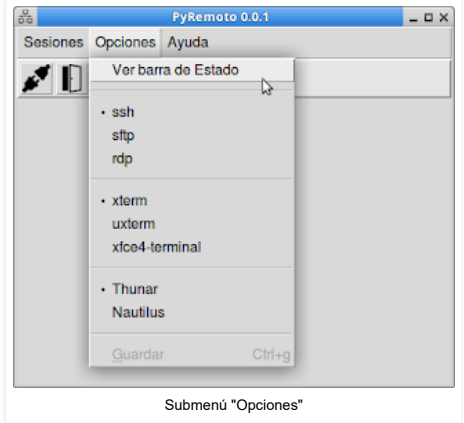 PyRemoto 0.0.1
Sesiones Opciones Ayuda
Ver barra de Estado
• ssh
sftp
rdp
• xterm
uxterm
xfce4-terminal
• Thunar
Nautilus
Guardar Ctrl+g
Submenú "Opciones"